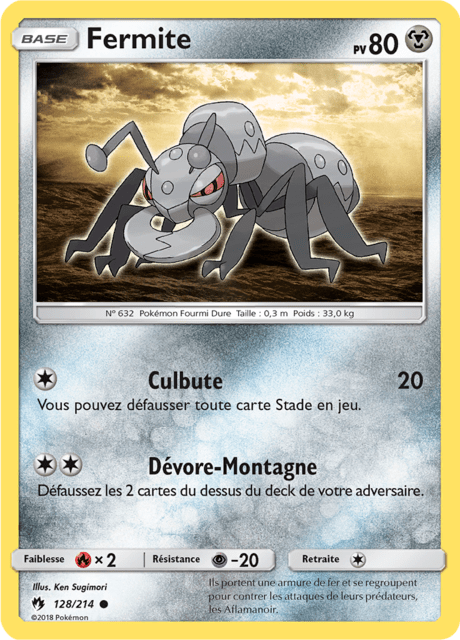 BASE Fermite PV 80
N° 632 Pokémon Fourmi Dure Taille : 0,3 m Poids : 33,0 kg
Culbute 20
Vous pouvez défausser toute carte Stade en jeu.
Dévore-Montagne
Défaussez les 2 cartes du dessus du deck de votre adversaire.
Faiblesse × 2 Résistance -20 Retraite
Illus. Ken Sugimori
128/214
©2018 Pokémon
Ils portent une armure de fer et se regroupent
pour contrer les attaques de leurs prédateurs,
les Aflamanoir.